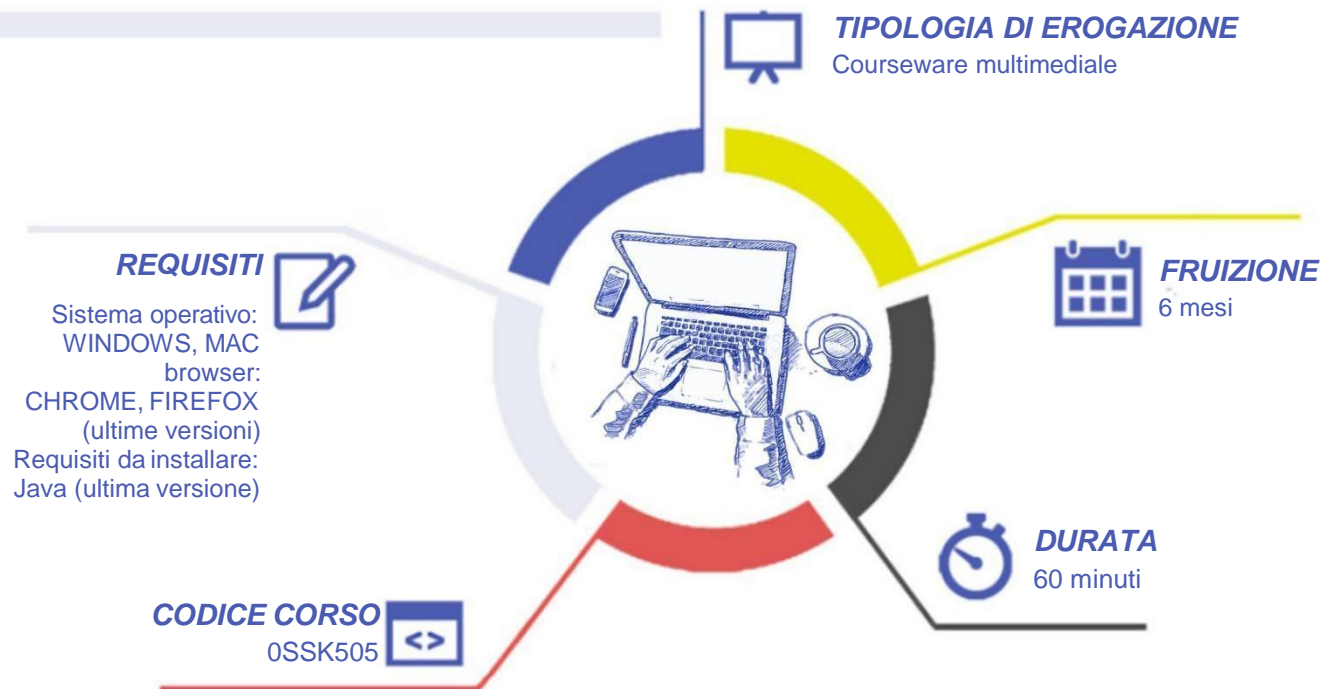 TIPOLOGIA DI EROGAZIONE
Courseware multimediale
REQUISITI
Sistema operativo:
WINDOWS, MAC
browser:
CHROME, FIREFOX
(ultime versioni)
Requisiti da installare:
Java (ultima versione)
FRUIZIONE
6 mesi
DURATA
60 minuti
CODICE CORSO
0SSK505